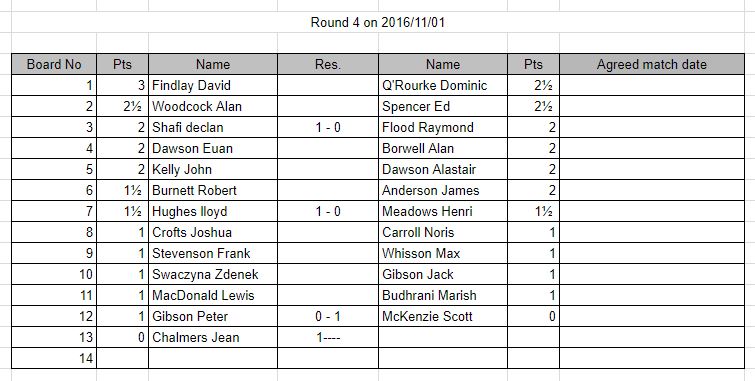 Round 4 on 2016/11/01
Board No Pts Name Res. Name Pts Agreed match date
1 3 Findlay David Q'Rourke Dominic 2½
2 2½ Woodcock Alan Spencer Ed 2½
3 2 Shafi declan 1 - 0 Flood Raymond 2
4 2 Dawson Euan Borwell Alan 2
5 2 Kelly John Dawson Alastair 2
6 1½ Burnett Robert Anderson James 2
7 1½ Hughes lloyd 1 - 0 Meadows Henri 1½
8 1 Crofts Joshua Carroll Noris 1
9 1 Stevenson Frank Whisson Max 1
10 1 Swaczyna Zdenek Gibson Jack 1
11 1 MacDonald Lewis Budhrani Marish 1
12 1 Gibson Peter 0 - 1 McKenzie Scott 0
13 0 Chalmers Jean 1----
14